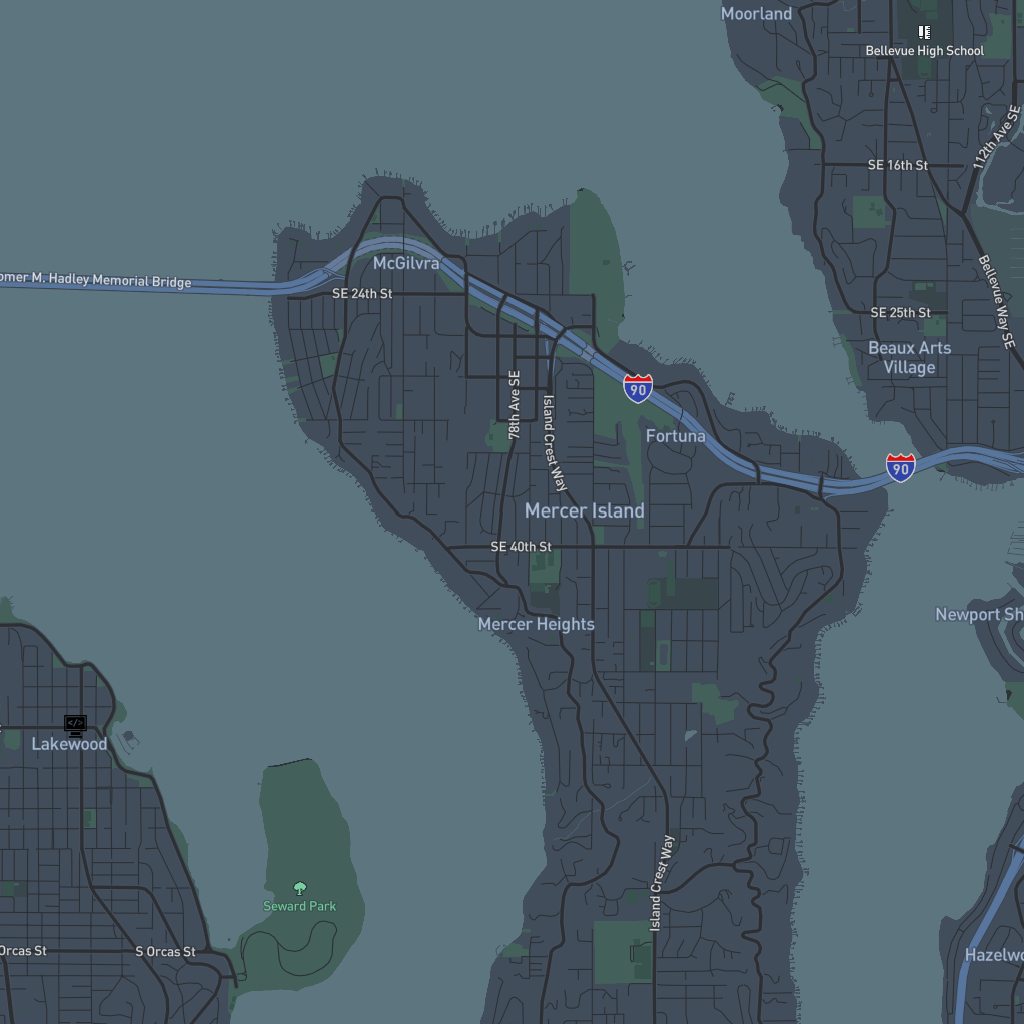 Moorland
Bellevue High School
112th Ave SE
SE 16th St
McGilvra
omer M. Hadley Memorial Bridge
SE 24th St
Bellevue Way SE
SE 25th St
Beaux Arts
Village
90
78th Ave SE
Island Crest Way
Fortuna
90
Mercer Island
SE 40th St
Mercer Heights
Newport Sh
</>
Lakewood
Island Crest Way
Seward Park
Orcas St
S Orcas St
Hazelwo